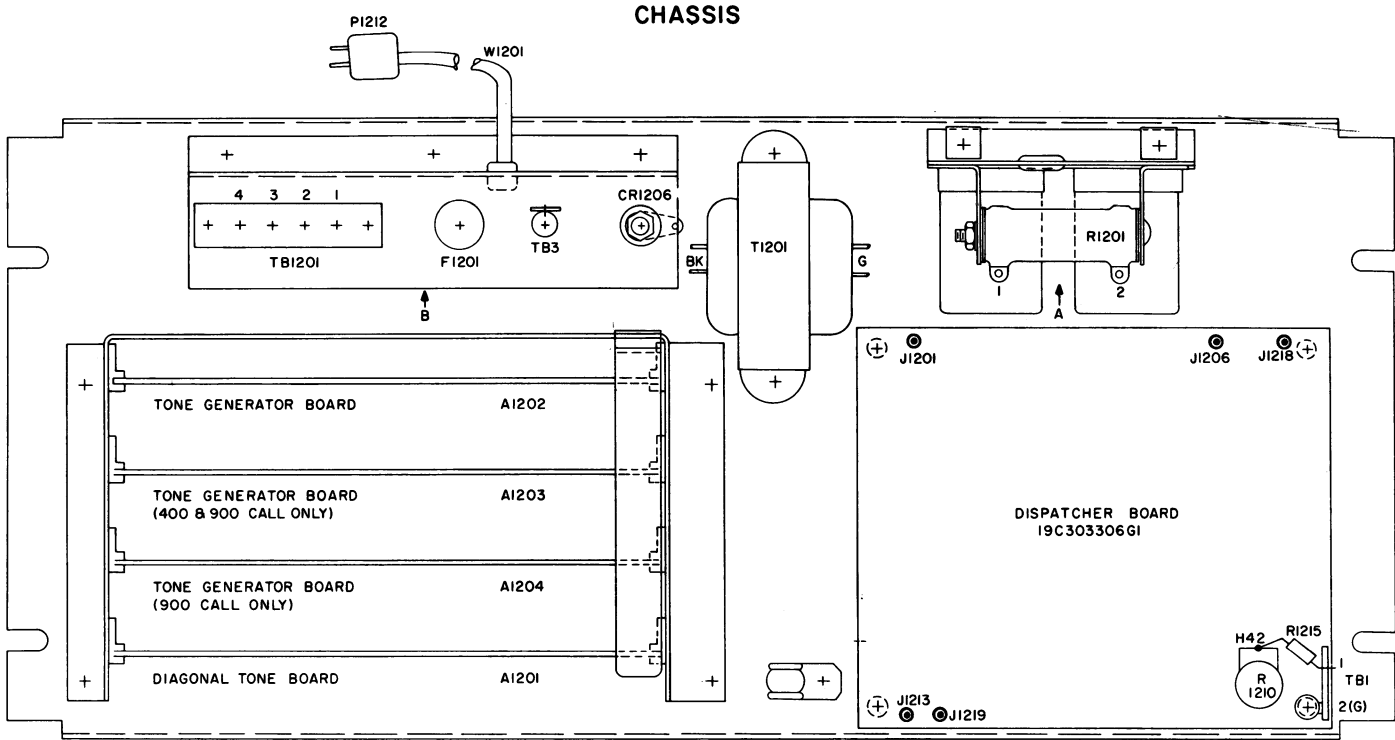 CHASSIS
P1212
W1201
4 3 2 1
TB1201
F1201
TB3
CR1206
BK
T1201
G
R1201
1 2
A
B
J1201
J1206
J1218
TONE GENERATOR BOARD A1202
TONE GENERATOR BOARD A1203
(400 & 900 CALL ONLY)
TONE GENERATOR BOARD A1204
(900 CALL ONLY)
DIAGONAL TONE BOARD A1201
DISPATCHER BOARD
19C303306G1
H42
R1215
1
TB1
R
1210
2(G)
J1213
J1219